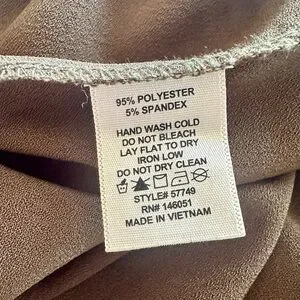 95% POLYESTER
5% SPANDEX
HAND WASH COLD
DO NOT BLEACH
LAY FLAT TO DRY
IRON LOW
DO NOT DRY CLEAN
STYLE# 57749
RN# 146051
MADE IN VIETNAM